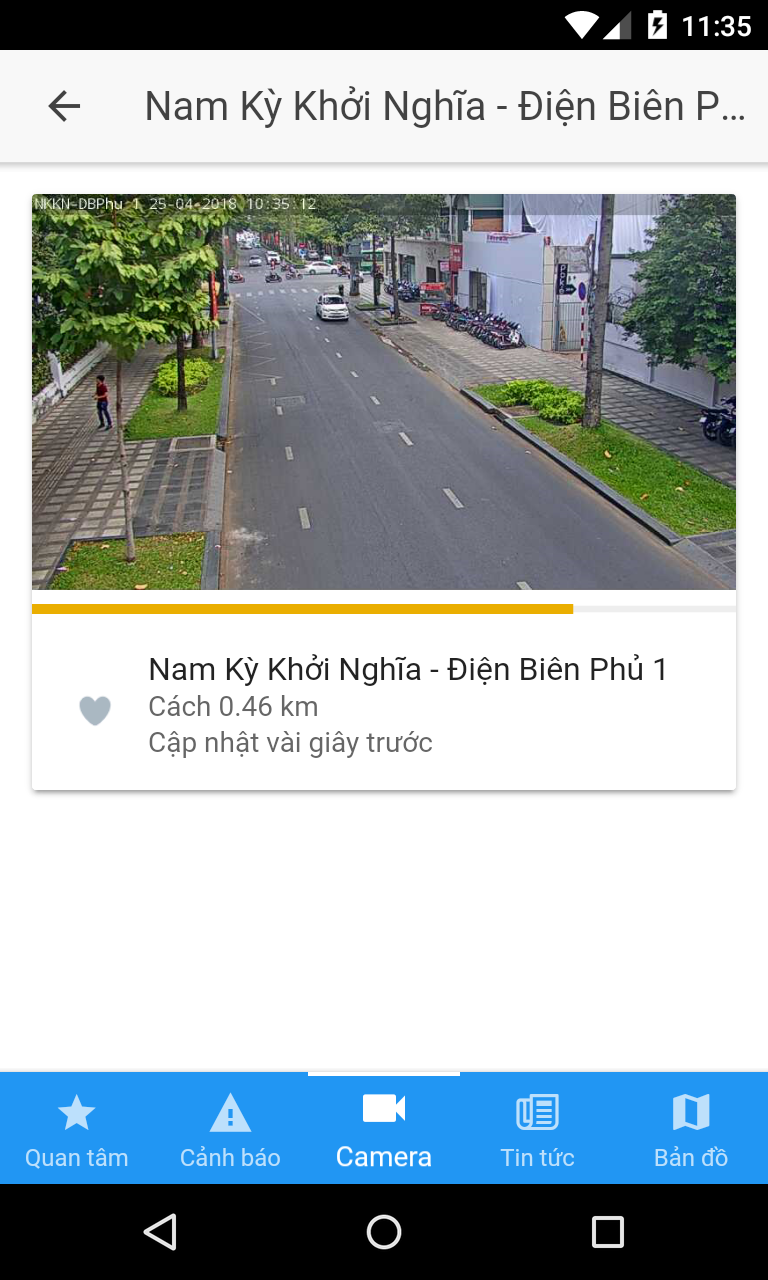 11:35
Nam Kỳ Khởi Nghĩa - Điện Biên P...
NKKN-DBPhu 1 25-04-2018 10:35:12
Nam Kỳ Khởi Nghĩa - Điện Biên Phủ 1
Cách 0.46 km
Cập nhật vài giây trước
Quan tâm
Cảnh báo
Camera
Tin tức
Bản đồ